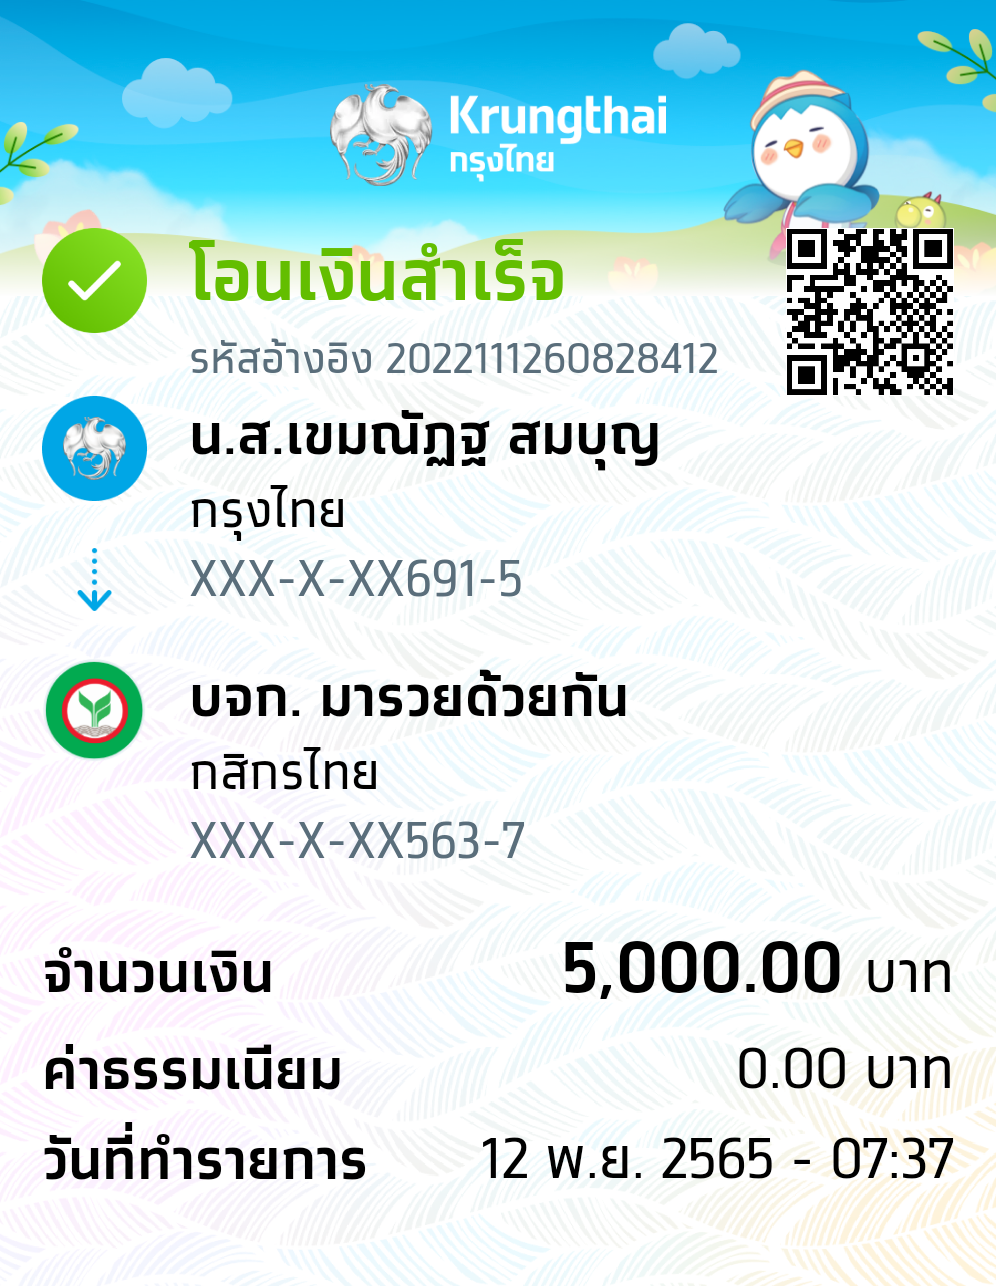 Krungthai
กรุงไทย
โอนเงินสำเร็จ
รหัสอ้างอิง 2022111260828412
น.ส.เขมณัฏฐ สมบุญ
กรุงไทย
XXX-X-XX691-5
บจก. มารวยด้วยกัน
กสิกรไทย
XXX-X-XX563-7
จำนวนเงิน 5,000.00 บาท
ค่าธรรมเนียม 0.00 บาท
วันที่ทำรายการ 12 พ.ย. 2565 - 07:37